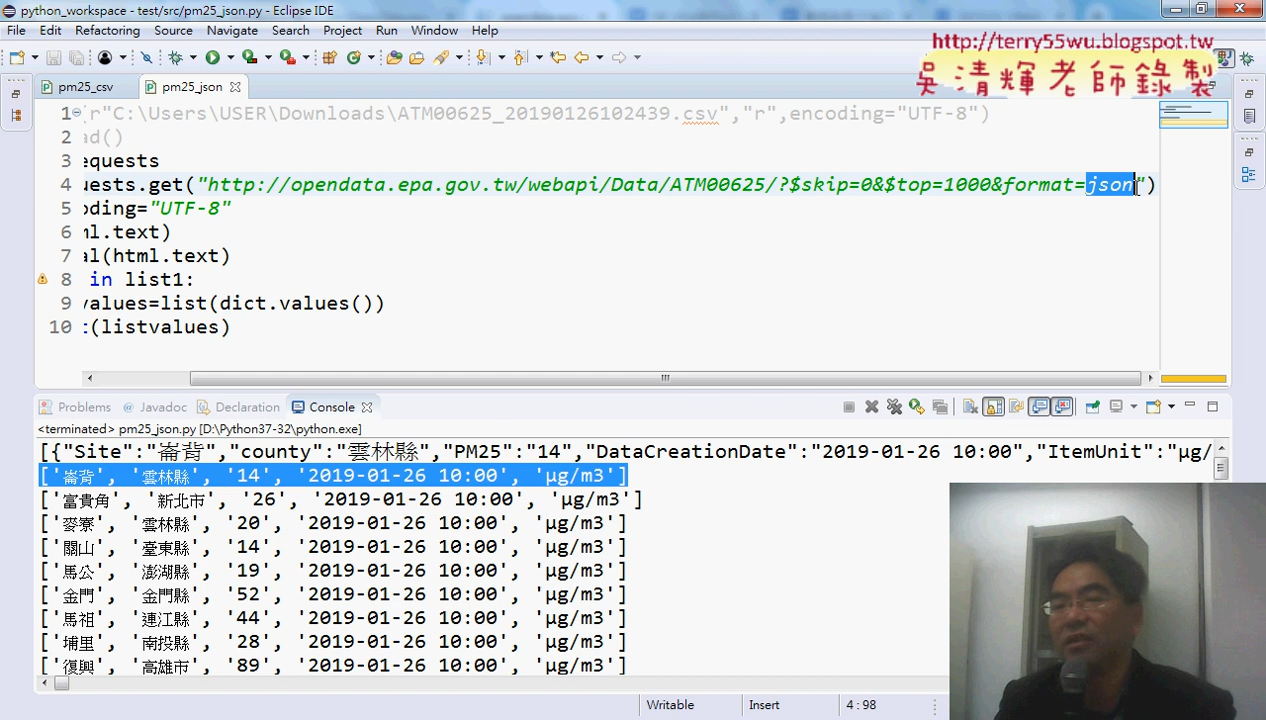 python_workspace - test/src/pm25_json.py - Eclipse IDE
File Edit Refactoring Source Navigate Search Project Run Window Help
http://terry55wu.blogspot.tw
吳清輝老師錄製
pm25_csv pm25_json
1 (r"C:\Users\USER\Downloads\ATM00625_20190126102439.csv","r",encoding="UTF-8")
2 ad()
3 equests
4 uests.get("http://opendata.epa.gov.tw/webapi/Data/ATM00625/?$skip=0&$top=1000&format=json")
5 oding="UTF-8"
6 ml.text)
7 al(html.text)
8 in list1:
9 values=list(dict.values())
10 t(listvalues)
Problems Javadoc Declaration Console
<terminated> pm25_json.py [D:\Python37-32\python.exe]
[{"Site":"崙背","county":"雲林縣","PM25":"14","DataCreationDate":"2019-01-26 10:00","ItemUnit":"μg/
['崙背', '雲林縣', '14', '2019-01-26 10:00', 'μg/m3']
['富貴角', '新北市', '26', '2019-01-26 10:00', 'μg/m3']
['麥寮', '雲林縣', '20', '2019-01-26 10:00', 'μg/m3']
['關山', '臺東縣', '14', '2019-01-26 10:00', 'μg/m3']
['馬公', '澎湖縣', '19', '2019-01-26 10:00', 'μg/m3']
['金門', '金門縣', '52', '2019-01-26 10:00', 'μg/m3']
['馬祖', '連江縣', '44', '2019-01-26 10:00', 'μg/m3']
['埔里', '南投縣', '28', '2019-01-26 10:00', 'μg/m3']
['復興', '高雄市', '89', '2019-01-26 10:00', 'μg/m3']
Writable Insert 4:98